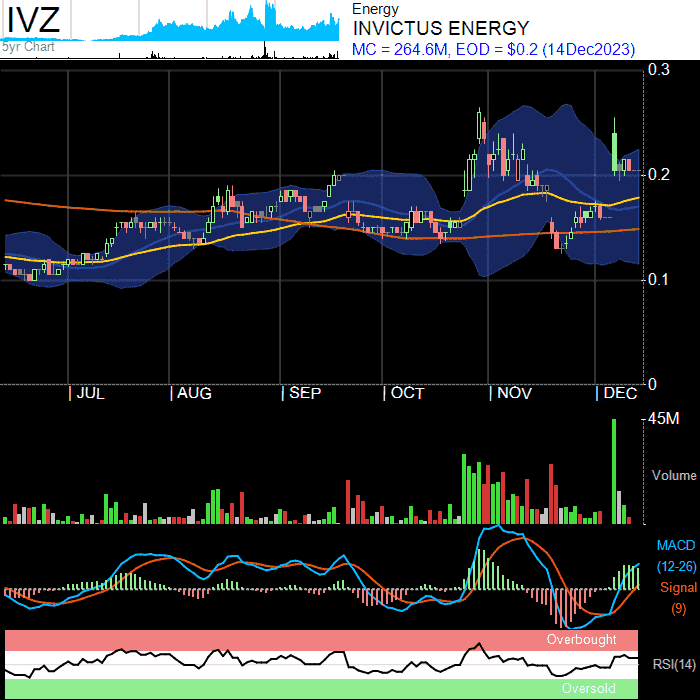 IVZ
5yr Chart
Energy
INVICTUS ENERGY
MC = 264.6M, EOD = $0.2 (14Dec2023)
0.3
0.2
0.1
0
JUL AUG SEP OCT NOV DEC
45M
Volume
MACD
(12-26)
Signal
(9)
Overbought
RSI(14)
Oversold